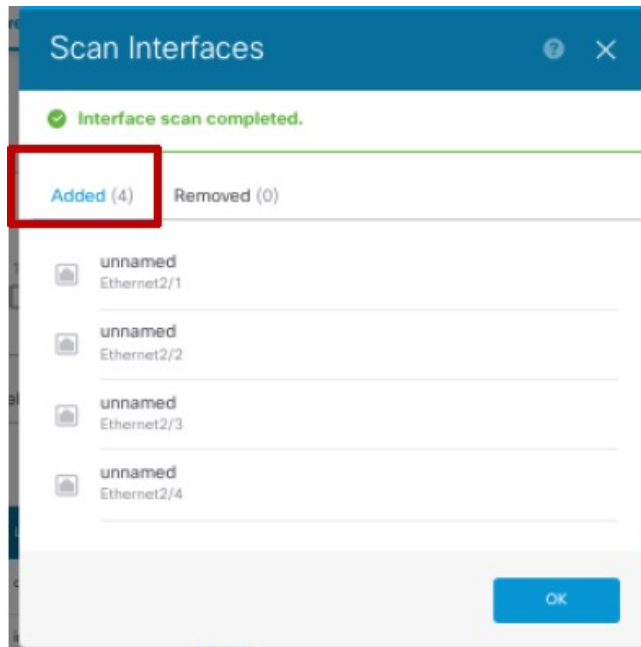 Scan Interfaces
Interface scan completed.
Added (4) Removed (0)
unnamed
Ethernet2/1
unnamed
Ethernet2/2
unnamed
Ethernet2/3
unnamed
Ethernet2/4
OK